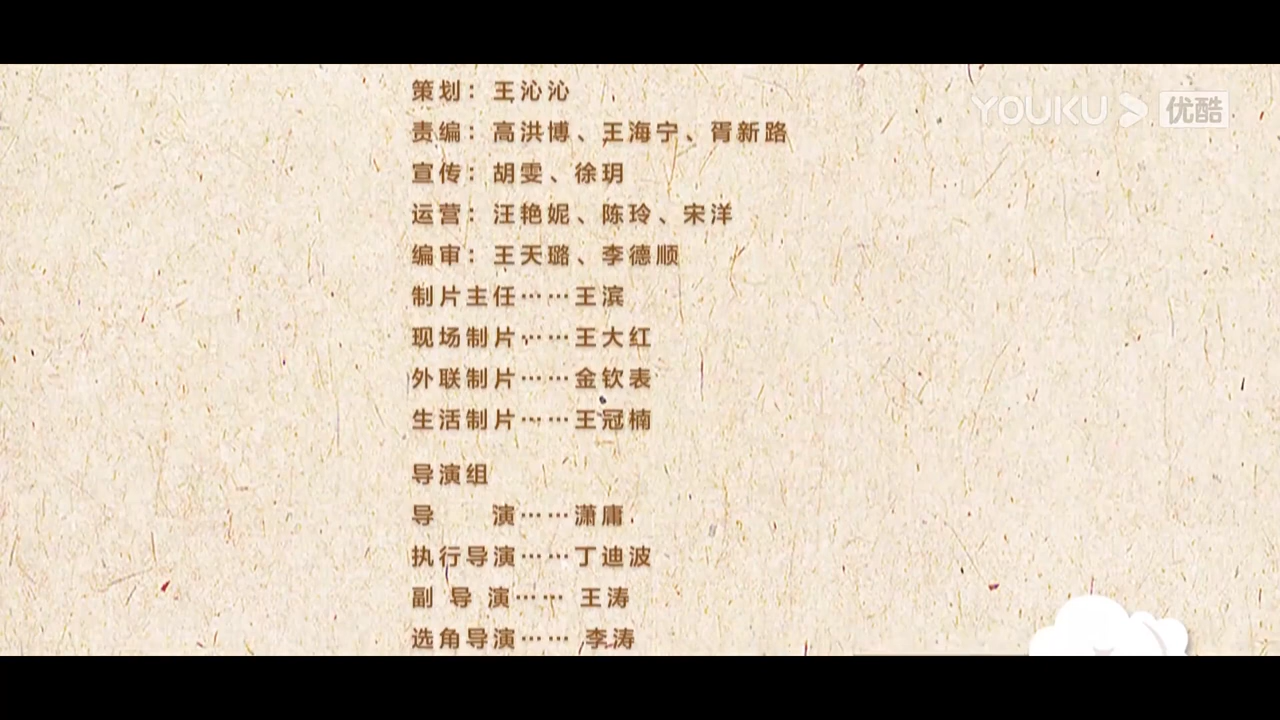 YOUKU 优酷
策划：王沁沁
责编：高洪博、王海宁、胥新路
宣传：胡雯、徐玥
运营：汪艳妮、陈玲、宋洋
编审：王天璐、李德顺
制片主任……王滨
现场制片……王大红
外联制片……金钦表
生活制片……王冠楠
导演组
导　　演……潇庸
执行导演……丁迪波
副 导 演…… 王涛
选角导演…… 李涛